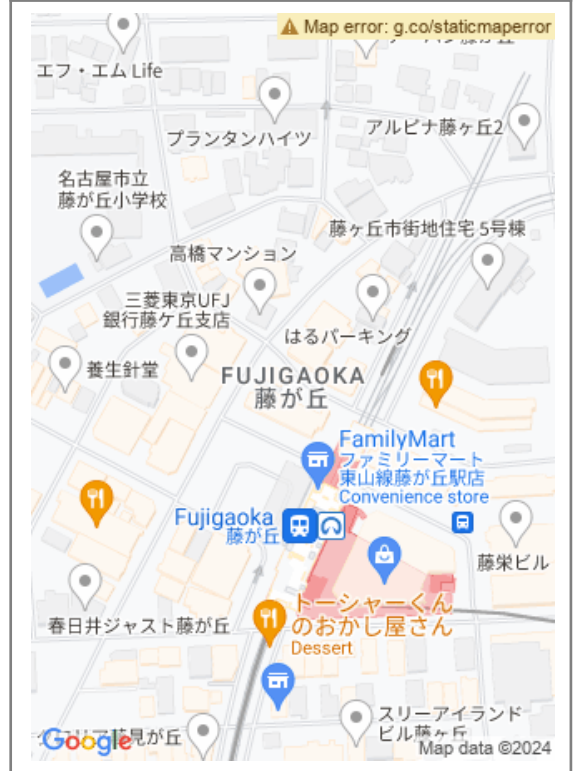 Map error: g.co/staticmaperror
エフ・エム Life
プランタンハイツ
アルビナ藤ヶ丘2
名古屋市立
藤が丘小学校
藤ヶ丘市街地住宅 5号棟
高橋マンション
三菱東京UFJ
銀行藤ケ丘支店
はるパーキング
養生針堂
FUJIGAOKA
藤が丘
FamilyMart
ファミリーマート
東山線藤が丘駅店
Convenience store
Fujigaoka
藤が丘
藤栄ビル
トーシャーくん
のおかし屋さん
Dessert
春日井ジャスト藤が丘
スリーアイランド
ビル藤ヶ丘
見が丘
Google
Map data ©2024